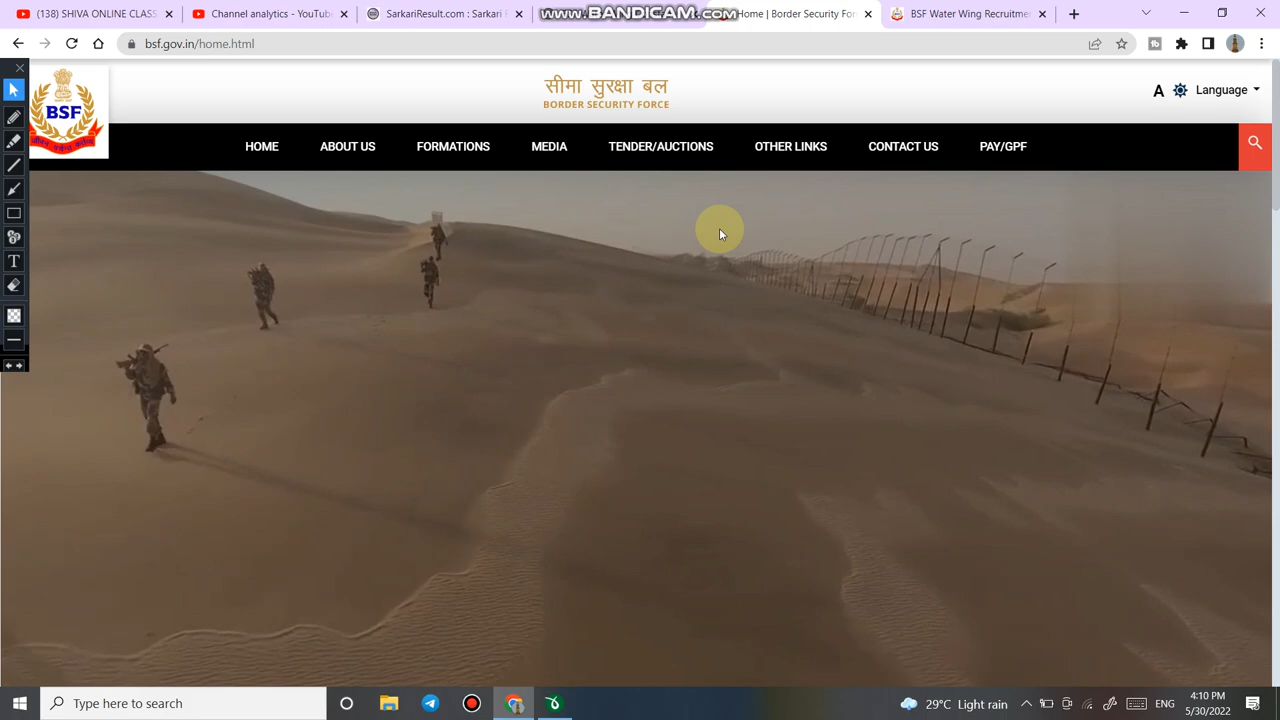 (138) SHIVA ONLINE CLASS
Channel analytics - YouTube
SarkariResult.com : Sarkari
www.BANDICAM.com
Home | Border Security For
BSF Water Wing Recruitment
bsf.gov.in/home.html
सीमा सुरक्षा बल
BORDER SECURITY FORCE
A
Language
BSF
HOME
ABOUT US
FORMATIONS
MEDIA
TENDER/AUCTIONS
OTHER LINKS
CONTACT US
PAY/GPF
T
Type here to search
29°C Light rain
ENG
4:10 PM
5/30/2022